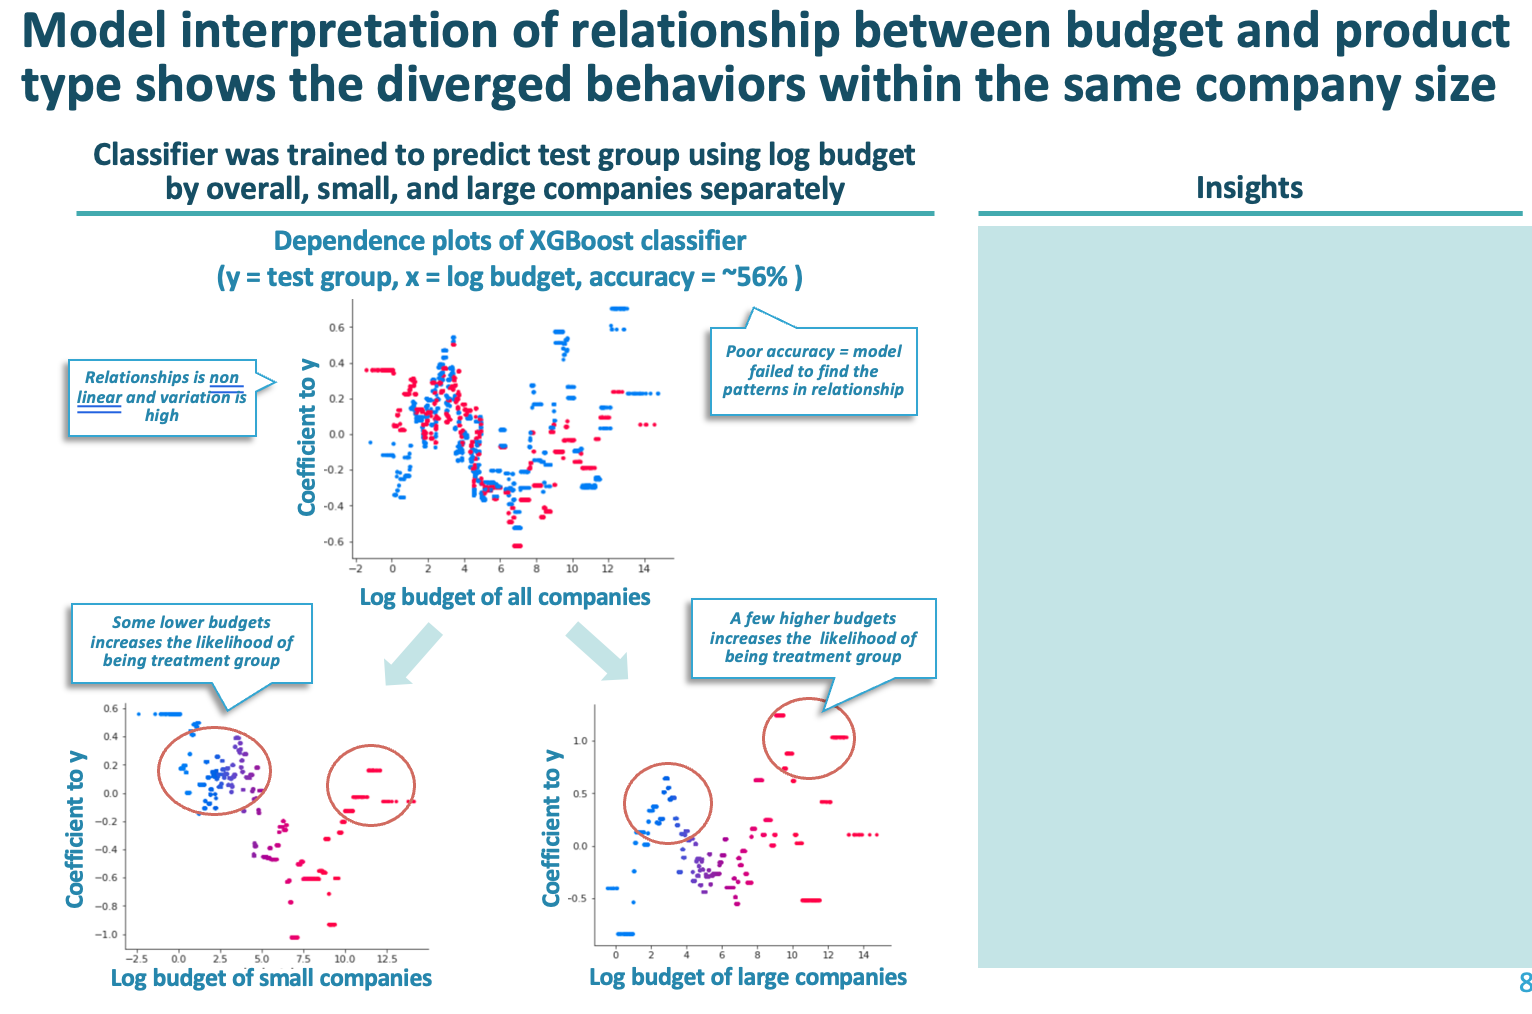 Model interpretation of relationship between budget and product
type shows the diverged behaviors within the same company size
Classifier was trained to predict test group using log budget
by overall, small, and large companies separately
Insights
Dependence plots of XGBoost classifier
(y = test group, x = log budget, accuracy = ~56% )
Relationships is non
linear and variation is
high
Poor accuracy = model
failed to find the
patterns in relationship
Coefficient to y
0.6
0.4
0.2
0.0
-0.2
-0.4
-0.6
−2 0 2 4 6 8 10 12 14
Log budget of all companies
Some lower budgets
increases the likelihood of
being treatment group
A few higher budgets
increases the likelihood of
being treatment group
Coefficient to y
0.6
0.4
0.2
0.0
−0.2
−0.4
−0.6
−0.8
−1.0
−2.5 0.0 2.5 5.0 7.5 10.0 12.5
Log budget of small companies
Coefficient to y
1.0
0.5
0.0
-0.5
0 2 4 6 8 10 12 14
Log budget of large companies
8